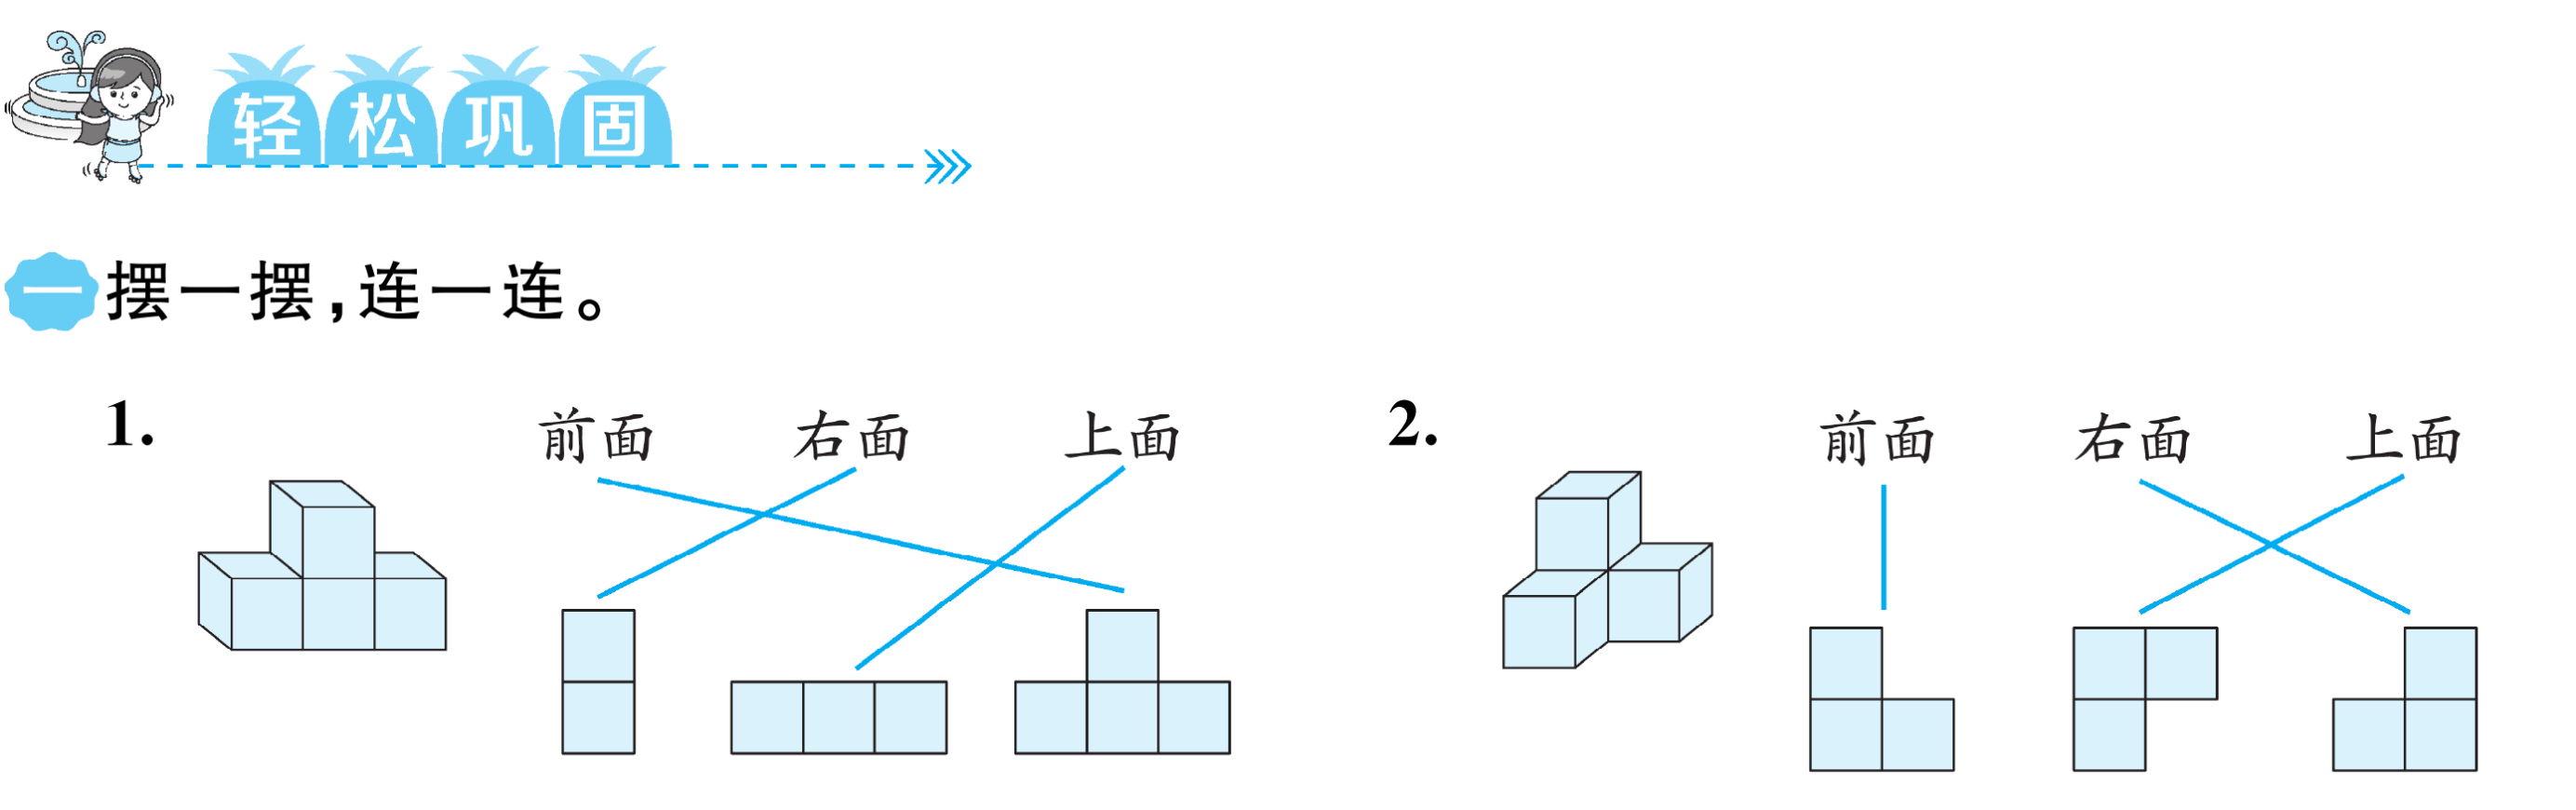 轻松巩固
一 摆一摆,连一连。
1. 前面 右面 上面 2. 前面 右面 上面